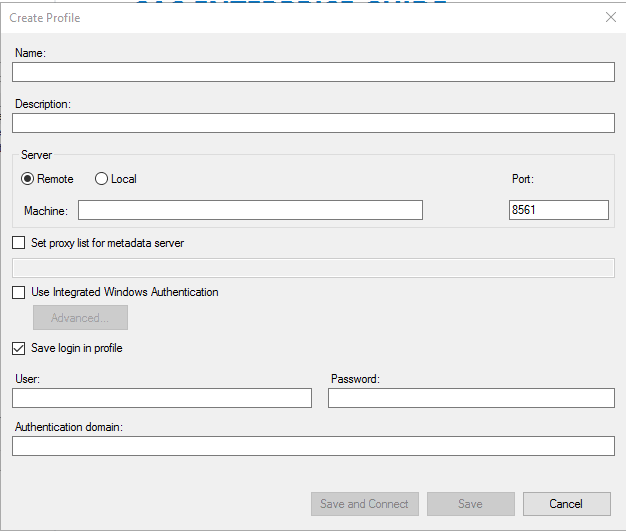 Create Profile
Name:
Description:
Server
Remote Local Port:
Machine: 8561
Set proxy list for metadata server
Use Integrated Windows Authentication
Advanced...
Save login in profile
User: Password:
Authentication domain:
Save and Connect Save Cancel